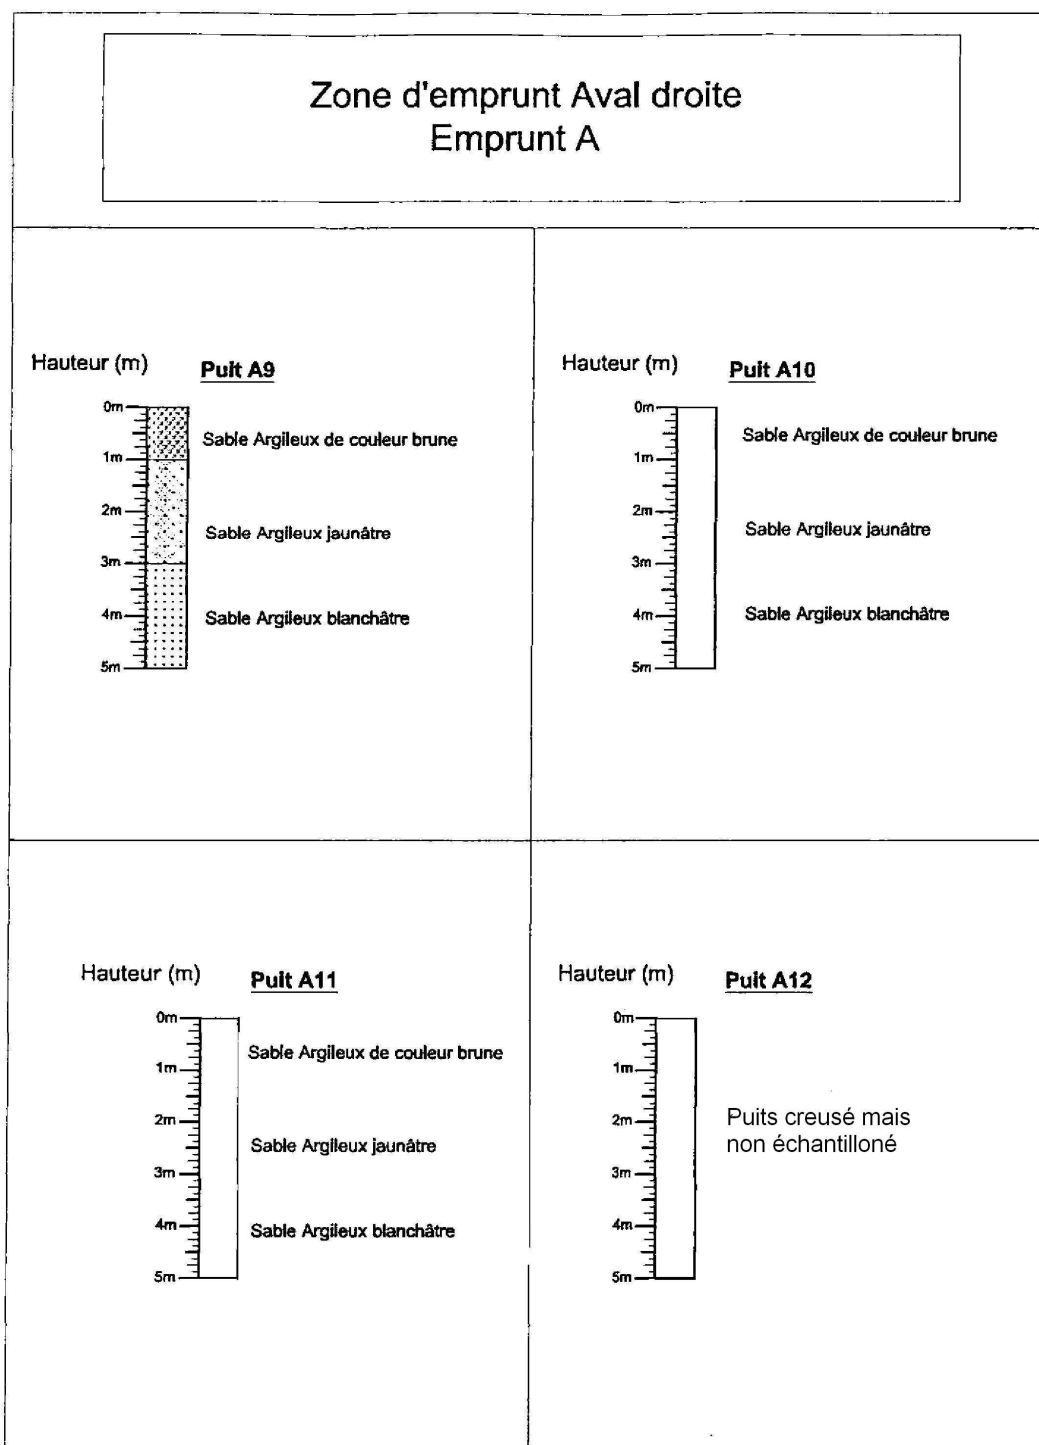 Zone d'emprunt Aval droite
Emprunt A
Hauteur (m)
Puit A9
0m
1m
2m
3m
4m
5m
Sable Argileux de couleur brune
Sable Argileux jaunâtre
Sable Argileux blanchâtre
Hauteur (m)
Puit A10
0m
1m
2m
3m
4m
5m
Sable Argileux de couleur brune
Sable Argileux jaunâtre
Sable Argileux blanchâtre
Hauteur (m)
Puit A11
0m
1m
2m
3m
4m
5m
Sable Argileux de couleur brune
Sable Argileux jaunâtre
Sable Argileux blanchâtre
Hauteur (m)
Puit A12
0m
1m
2m
3m
4m
5m
Puits creusé mais
non échantilloné